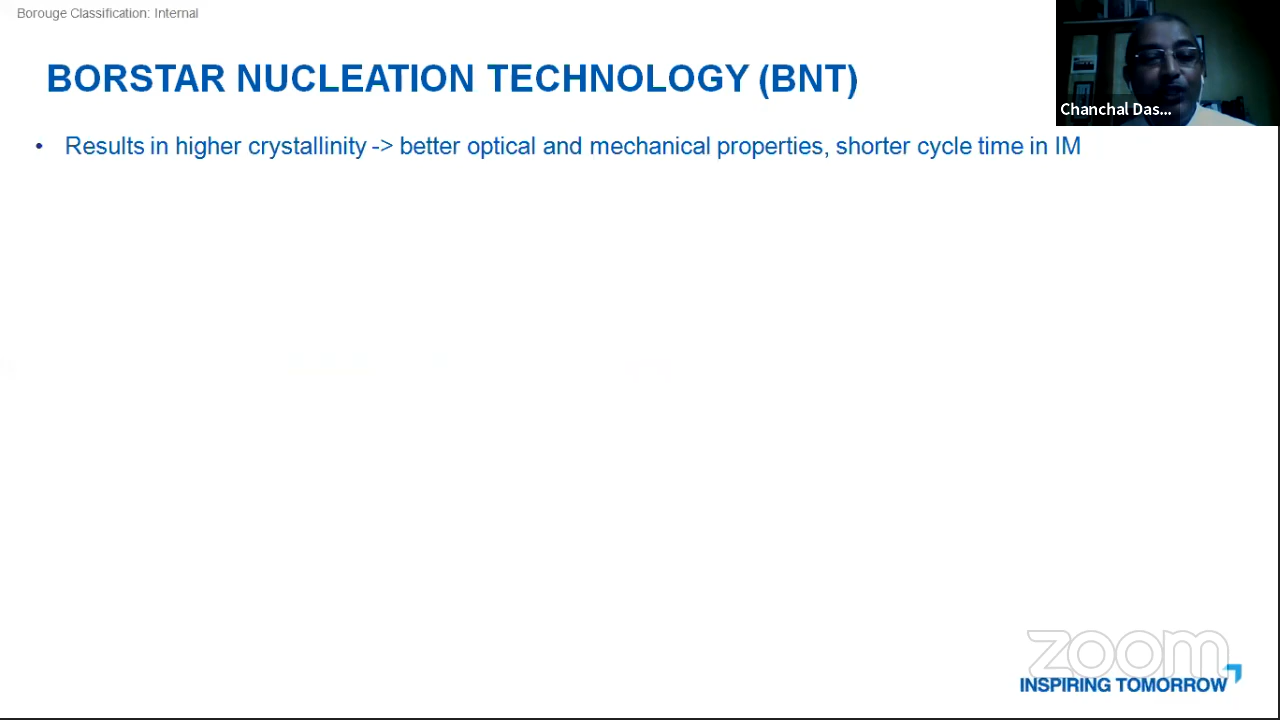 Borouge Classification: Internal
BORSTAR NUCLEATION TECHNOLOGY (BNT)
Chanchal Das...
• Results in higher crystallinity -> better optical and mechanical properties, shorter cycle time in IM
zoom
INSPIRING TOMORROW